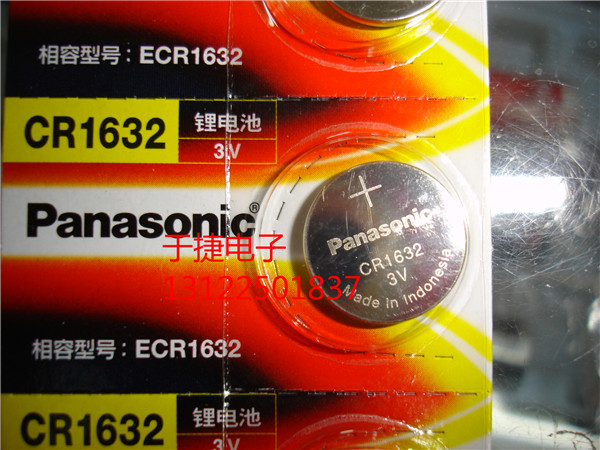 相容型号：ECR1632
CR1632
锂电池
3V
Panasonic®
+
Panasonic
CR1632
3V
Made in Indonesia
于捷电子
13122501837
相容型号：ECR1632
CR1632
锂电池
3V